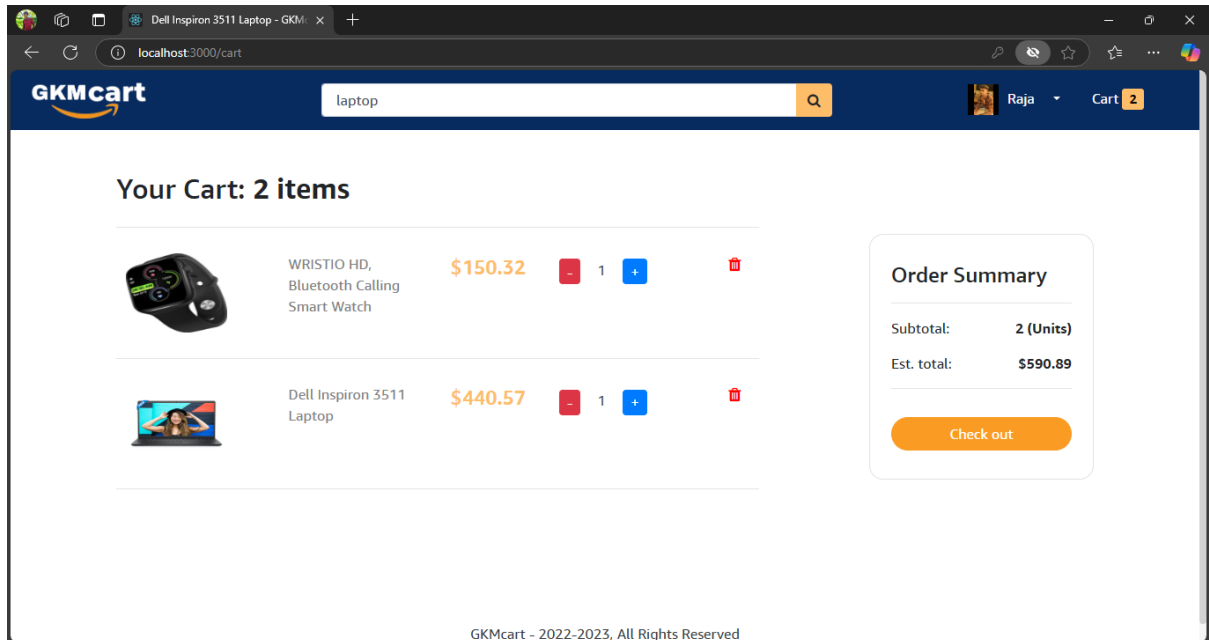 Dell Inspiron 3511 Laptop - GKM
localhost:3000/cart
GKMcart
laptop
Raja
Cart 2
Your Cart: 2 items
WRISTIO HD,
Bluetooth Calling
Smart Watch
$150.32
- 1 +
Dell Inspiron 3511
Laptop
$440.57
- 1 +
Order Summary
Subtotal: 2 (Units)
Est. total: $590.89
Check out
GKMcart - 2022-2023, All Rights Reserved